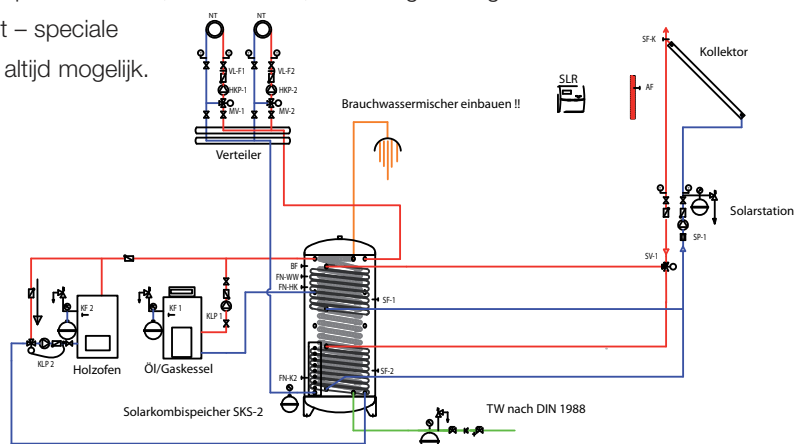 t – speciale
altijd mogelijk.
NT
NT
VL-F1
VL-F2
HKP-1
HKP-2
MV-1
MV-2
Verteiler
Brauchwassermischer einbauen !!
SLR
AF
SF-K
Kollektor
Solarstation
SP-1
SV-1
BF
FN-WW
FN-HK
SF-1
KF 2
KF 1
KLP 1
KLP 2
Holzofen
Öl/Gaskessel
FN-K2
SF-2
Solarkombispeicher SKS-2
TW nach DIN 1988